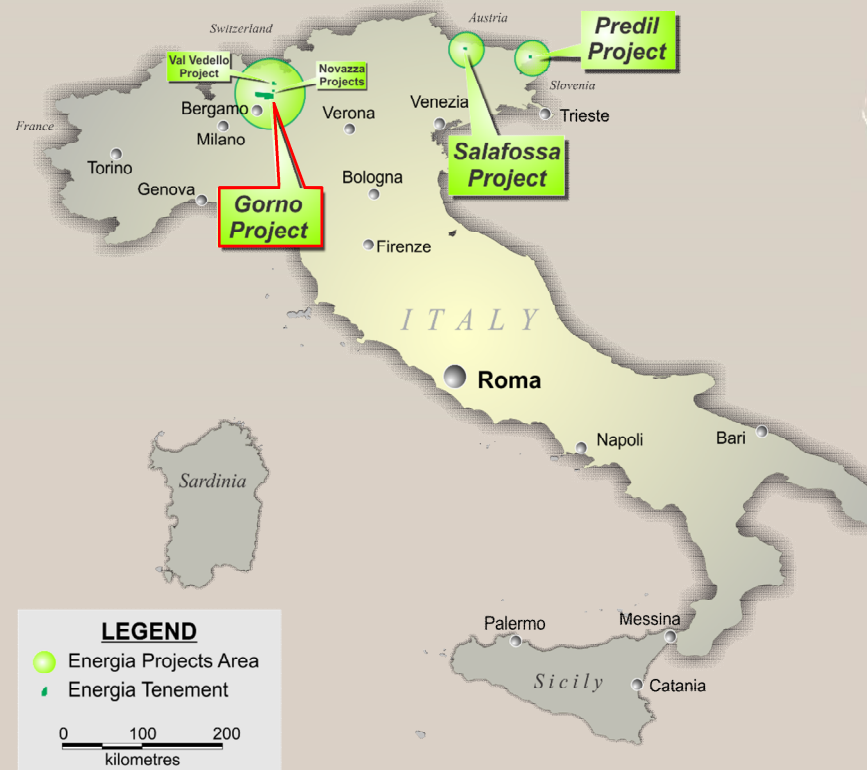 Switzerland
Austria
Predil
Project
Val Vedello
Project
Novazza
Projects
Slovenia
France
Bergamo
Milano
Verona
Venezia
Trieste
Torino
Salafossa
Project
Bologna
Genova
Gorno
Project
Firenze
ITALY
Roma
Napoli
Bari
Sardinia
Palermo
Messina
Sicily
Catania
LEGEND
Energia Projects Area
Energia Tenement
0 100 200
kilometres